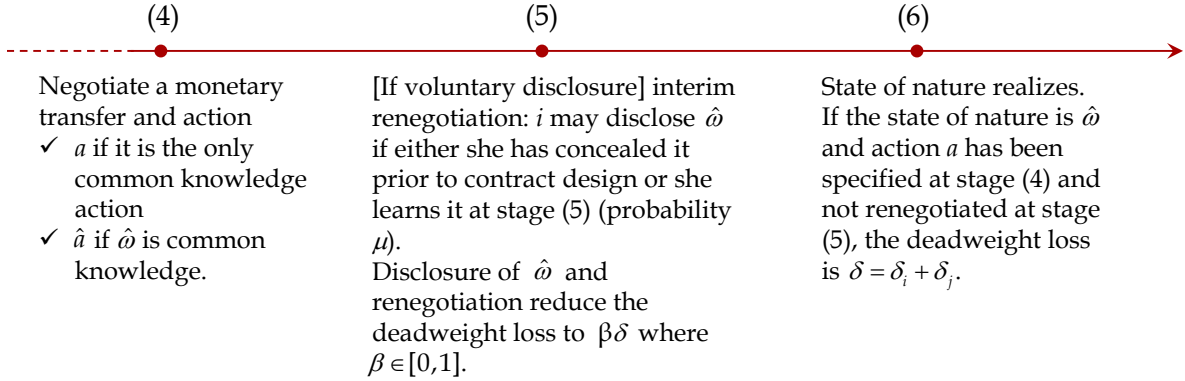 (4)
(5)
(6)
Negotiate a monetary
transfer and action
✓ a if it is the only
common knowledge
action
✓ â if ω̂ is common
knowledge.
[If voluntary disclosure] interim
renegotiation: i may disclose ω̂
if either she has concealed it
prior to contract design or she
learns it at stage (5) (probability
μ).
Disclosure of ω̂ and
renegotiation reduce the
deadweight loss to βδ where
β ∈ [0,1].
State of nature realizes.
If the state of nature is ω̂
and action a has been
specified at stage (4) and
not renegotiated at stage
(5), the deadweight loss
is δ = δᵢ + δⱼ.